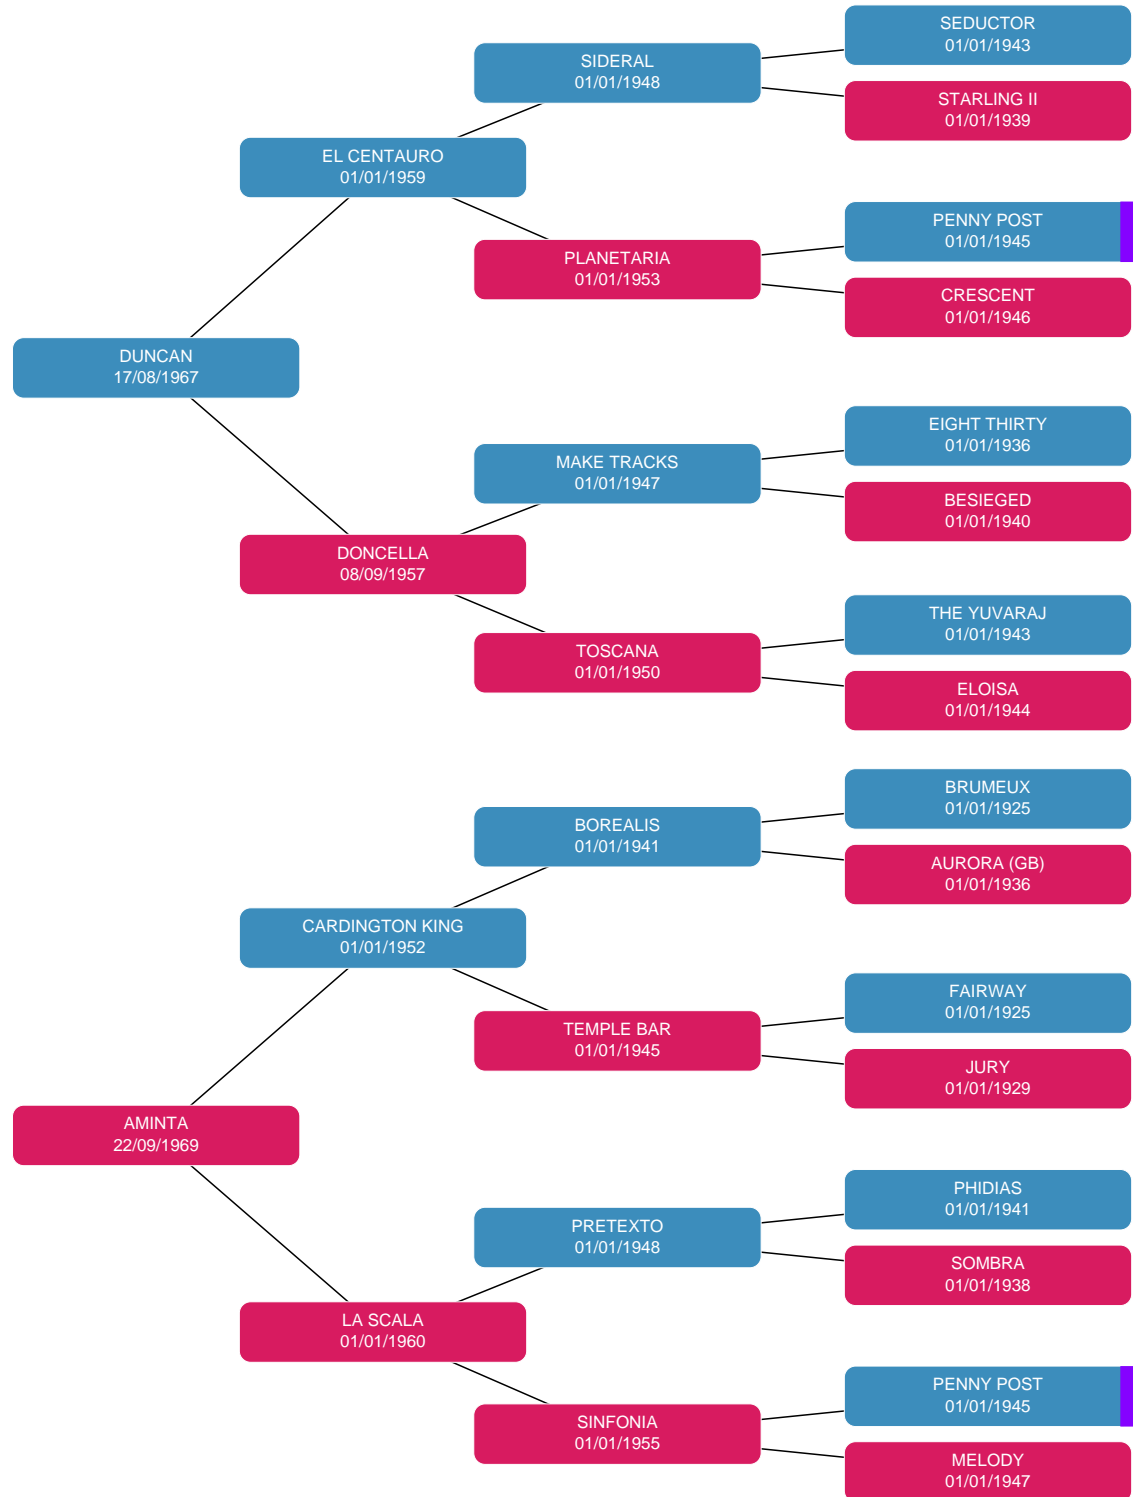 SEDUCTOR
01/01/1943
SIDERAL
01/01/1948
STARLING II
01/01/1939
EL CENTAURO
01/01/1959
PENNY POST
01/01/1945
PLANETARIA
01/01/1953
CRESCENT
01/01/1946
DUNCAN
17/08/1967
EIGHT THIRTY
01/01/1936
MAKE TRACKS
01/01/1947
BESIEGED
01/01/1940
DONCELLA
08/09/1957
THE YUVARAJ
01/01/1943
TOSCANA
01/01/1950
ELOISA
01/01/1944
BRUMEUX
01/01/1925
BOREALIS
01/01/1941
AURORA (GB)
01/01/1936
CARDINGTON KING
01/01/1952
FAIRWAY
01/01/1925
TEMPLE BAR
01/01/1945
JURY
01/01/1929
AMINTA
22/09/1969
PHIDIAS
01/01/1941
PRETEXTO
01/01/1948
SOMBRA
01/01/1938
LA SCALA
01/01/1960
PENNY POST
01/01/1945
SINFONIA
01/01/1955
MELODY
01/01/1947